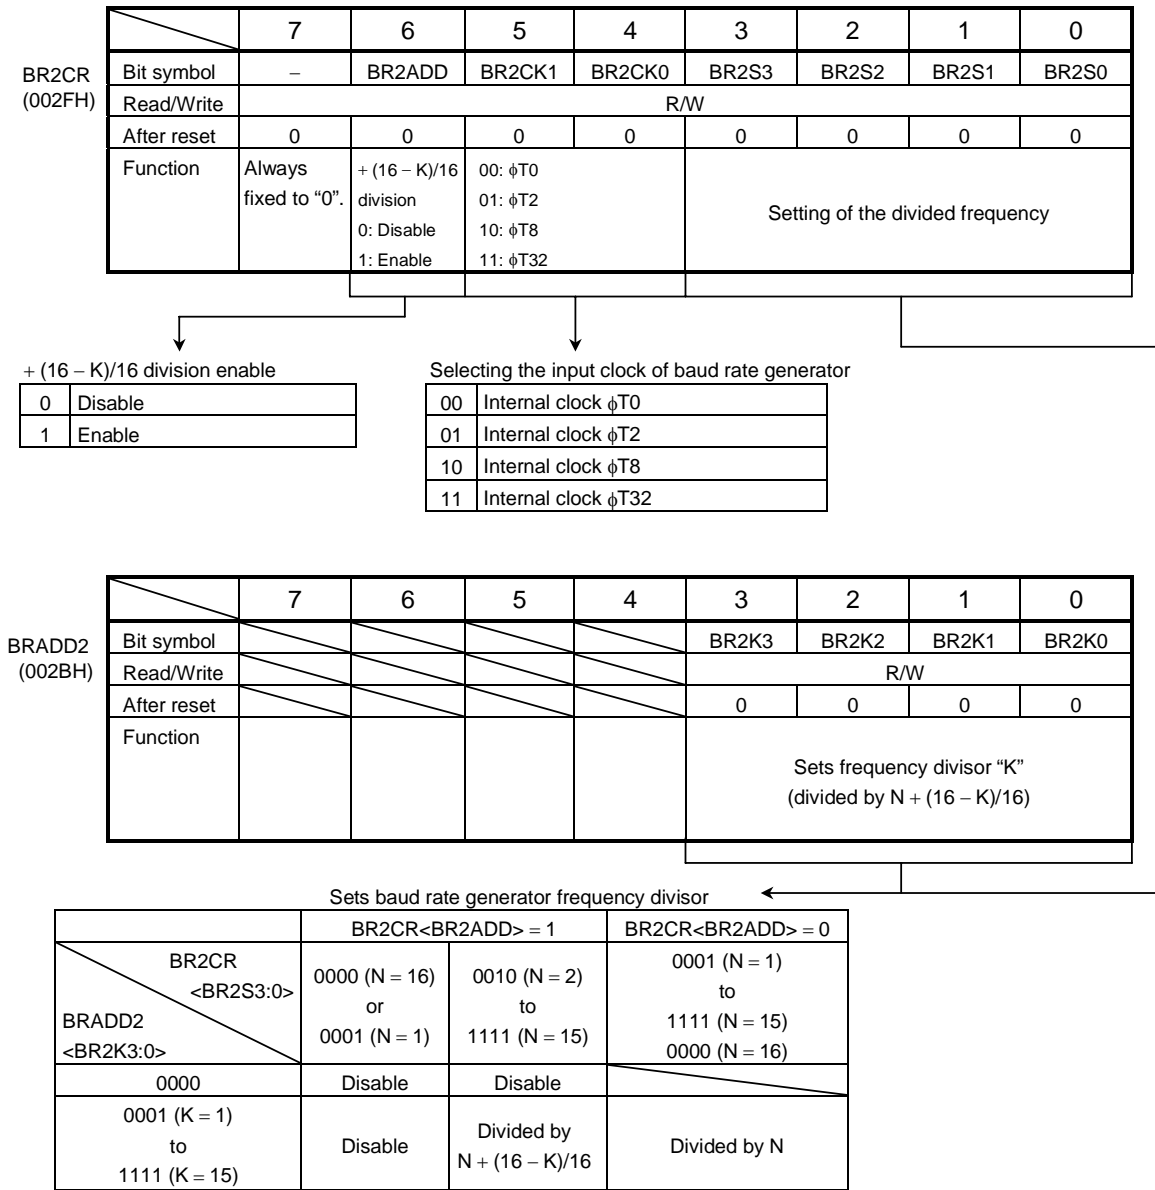 7 6 5 4 3 2 1 0
BR2CR
(002FH)
Bit symbol – BR2ADD BR2CK1 BR2CK0 BR2S3 BR2S2 BR2S1 BR2S0
Read/Write R/W
After reset 0 0 0 0 0 0 0 0
Function
Always
fixed to “0”.
+ (16 − K)/16
division
0: Disable
1: Enable
00: ϕT0
01: ϕT2
10: ϕT8
11: ϕT32
Setting of the divided frequency
+ (16 − K)/16 division enable
0 Disable
1 Enable
Selecting the input clock of baud rate generator
00 Internal clock ϕT0
01 Internal clock ϕT2
10 Internal clock ϕT8
11 Internal clock ϕT32
7 6 5 4 3 2 1 0
BRADD2
(002BH)
Bit symbol BR2K3 BR2K2 BR2K1 BR2K0
Read/Write R/W
After reset 0 0 0 0
Function
Sets frequency divisor “K”
(divided by N + (16 − K)/16)
Sets baud rate generator frequency divisor
BR2CR<BR2ADD> = 1 BR2CR<BR2ADD> = 0
BR2CR
<BR2S3:0>
BRADD2
<BR2K3:0>
0000 (N = 16)
or
0001 (N = 1)
0010 (N = 2)
to
1111 (N = 15)
0001 (N = 1)
to
1111 (N = 15)
0000 (N = 16)
0000 Disable Disable
0001 (K = 1)
to
1111 (K = 15)
Disable
Divided by
N + (16 − K)/16
Divided by N